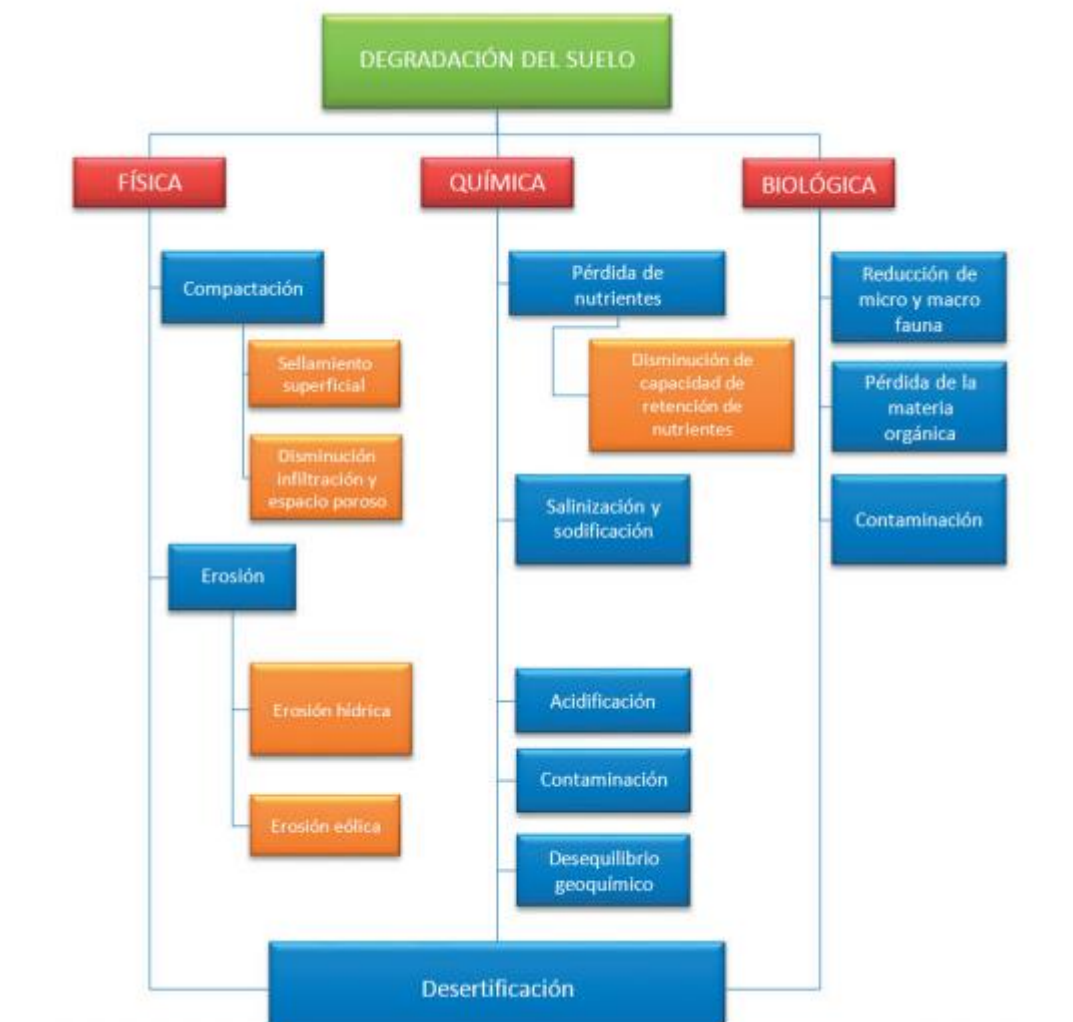 DEGRADACIÓN DEL SUELO
FÍSICA
QUÍMICA
BIOLÓGICA
Compactación
Sellamiento
superficial
Disminución
infiltración y
espacio poroso
Erosión
Erosión hídrica
Erosión eólica
Pérdida de
nutrientes
Disminución de
capacidad de
retención de
nutrientes
Salinización y
sodificación
Acidificación
Contaminación
Desequilibrio
geoquímico
Reducción de
micro y macro
fauna
Pérdida de la
materia
orgánica
Contaminación
Desertificación